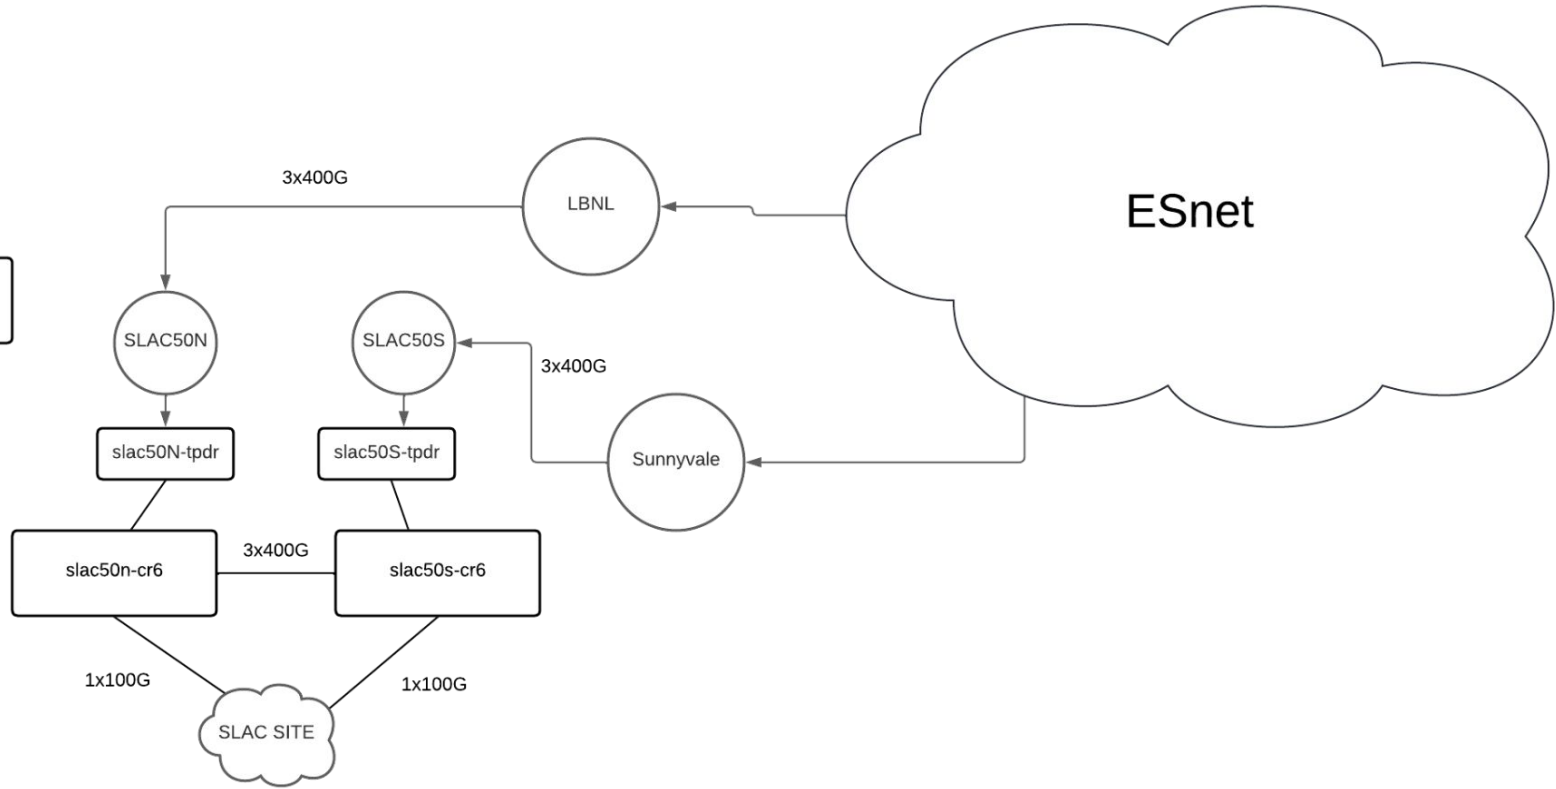 3x400G
LBNL
ESnet
SLAC50N
SLAC50S
3x400G
slac50N-tpdr
slac50S-tpdr
Sunnyvale
3x400G
slac50n-cr6
slac50s-cr6
1x100G
1x100G
SLAC SITE